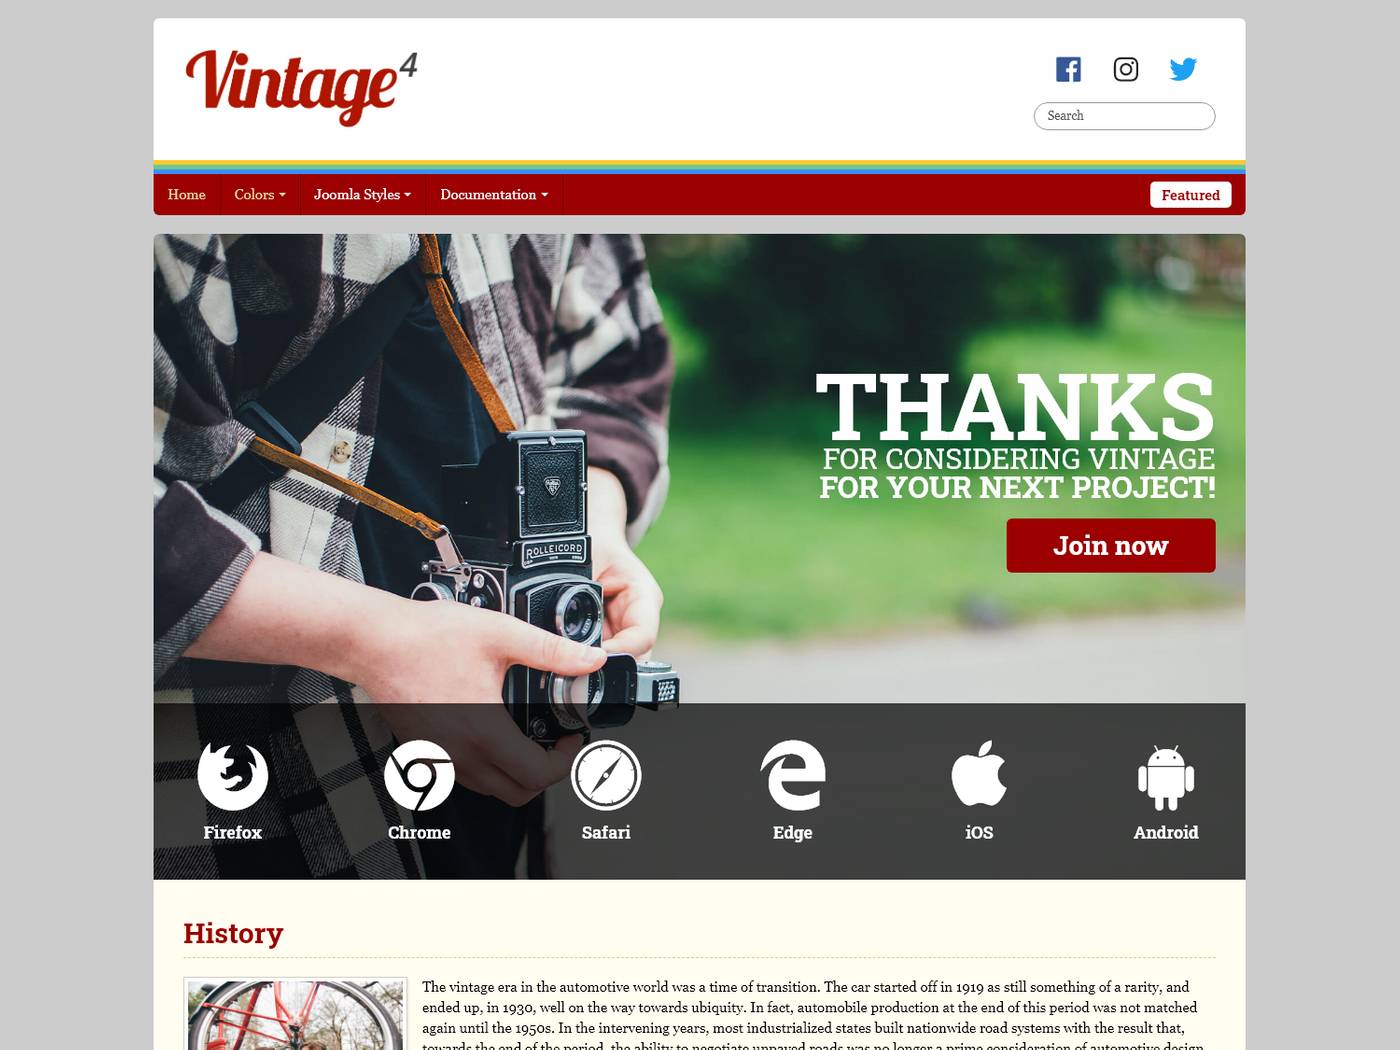 Vintage4
Search
Home
Colors
Joomla Styles
Documentation
Featured
THANKS
FOR CONSIDERING VINTAGE
FOR YOUR NEXT PROJECT!
Join now
ROLLEICORD
Firefox
Chrome
Safari
Edge
iOS
Android
History
The vintage era in the automotive world was a time of transition. The car started off in 1919 as still something of a rarity, and
ended up, in 1930, well on the way towards ubiquity. In fact, automobile production at the end of this period was not matched
again until the 1950s. In the intervening years, most industrialized states built nationwide road systems with the result that,
towards the end of the period, the ability to negotiate unpaved roads was no longer a prime consideration of automotive design.